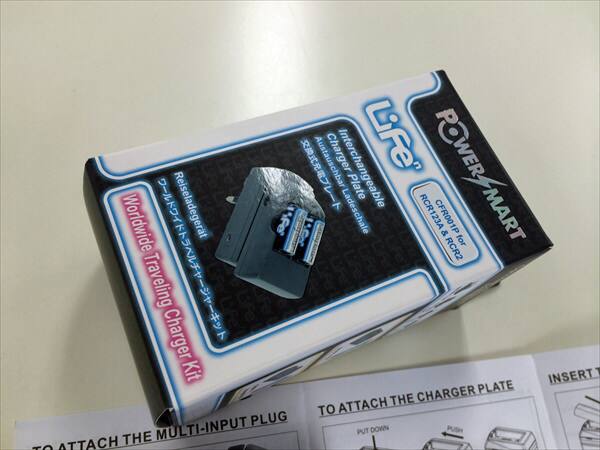 POWERSMART
CFR001P for
RCR123A & RCR2
LiFen
Interchangeable
Charger Plate
Austauschbar Ladeschale
交換式充電プレート
Reiseladegerät
ワールドワイドトラベルチャージャーキット
Worldwide Traveling Charger Kit
TO ATTACH THE MULTI-INPUT PLUG
TO ATTACH THE CHARGER PLATE
PUT DOWN
PUSH
INSERT T